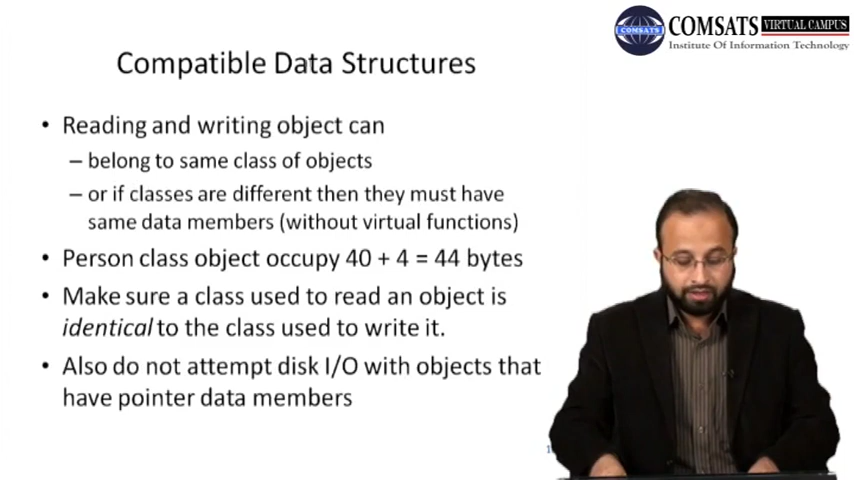 COMSATS
COMSATS VIRTUAL CAMPUS
Institute Of Information Technology
Compatible Data Structures
• Reading and writing object can
– belong to same class of objects
– or if classes are different then they must have
same data members (without virtual functions)
• Person class object occupy 40 + 4 = 44 bytes
• Make sure a class used to read an object is
identical to the class used to write it.
• Also do not attempt disk I/O with objects that
have pointer data members